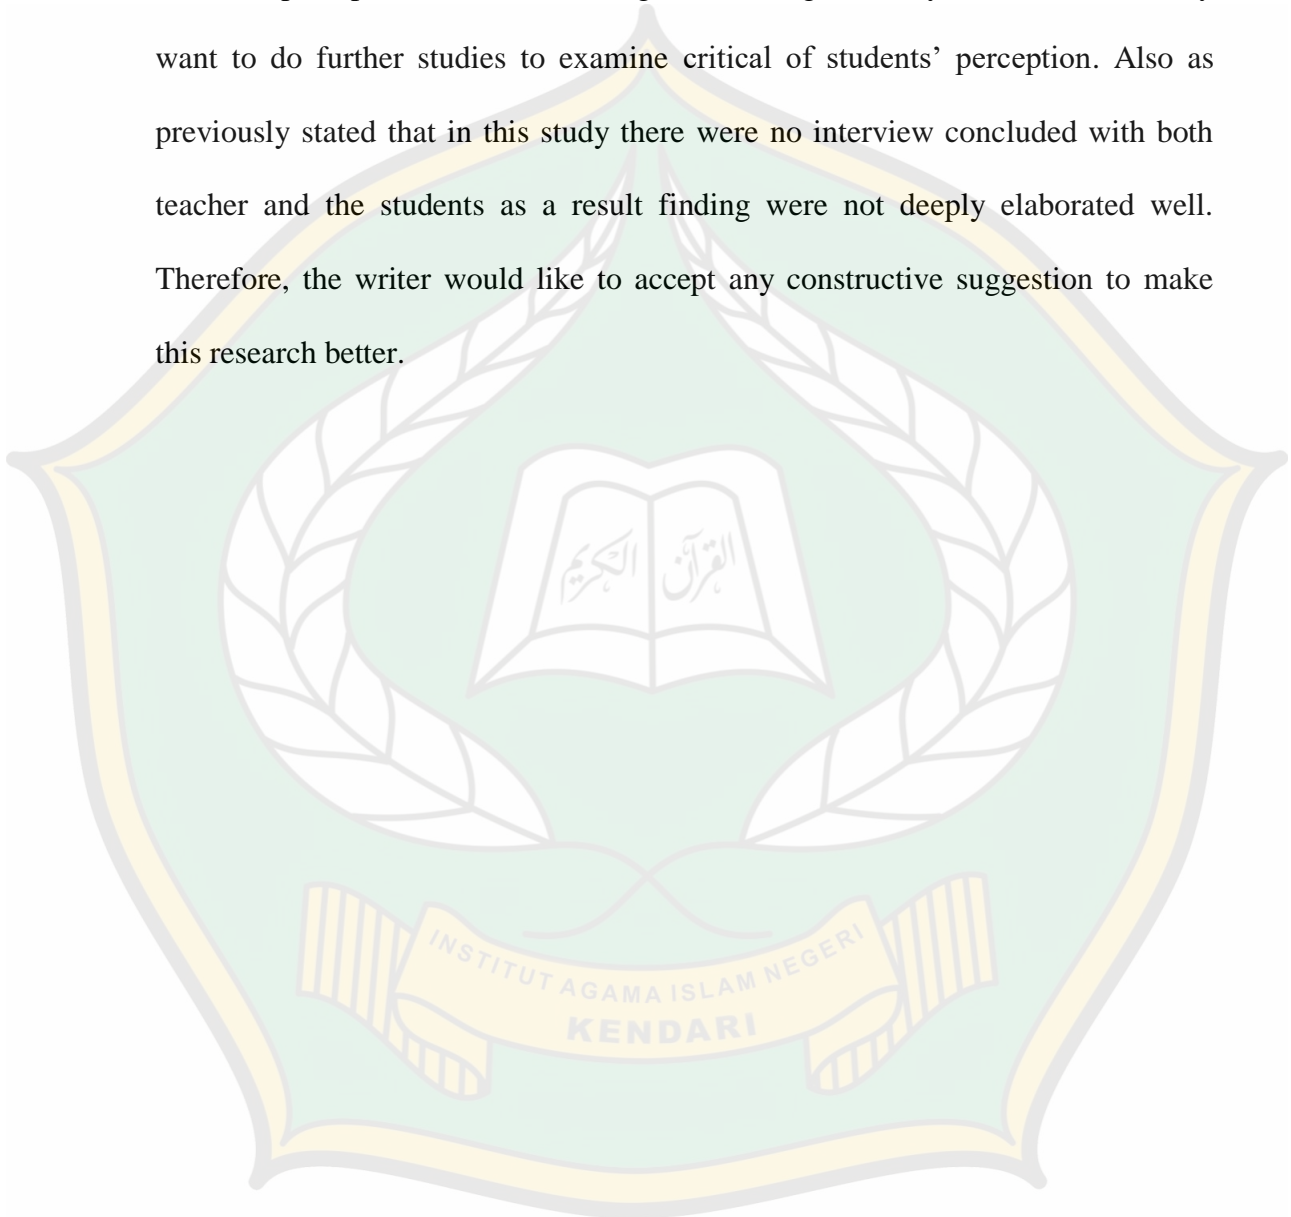 want to do further studies to examine critical of students’ perception. Also as
previously stated that in this study there were no interview concluded with both
teacher and the students as a result finding were not deeply elaborated well.
Therefore, the writer would like to accept any constructive suggestion to make
this research better.
القرآن الكريم
INSTITUT AGAMA ISLAM NEGERI
KENDARI